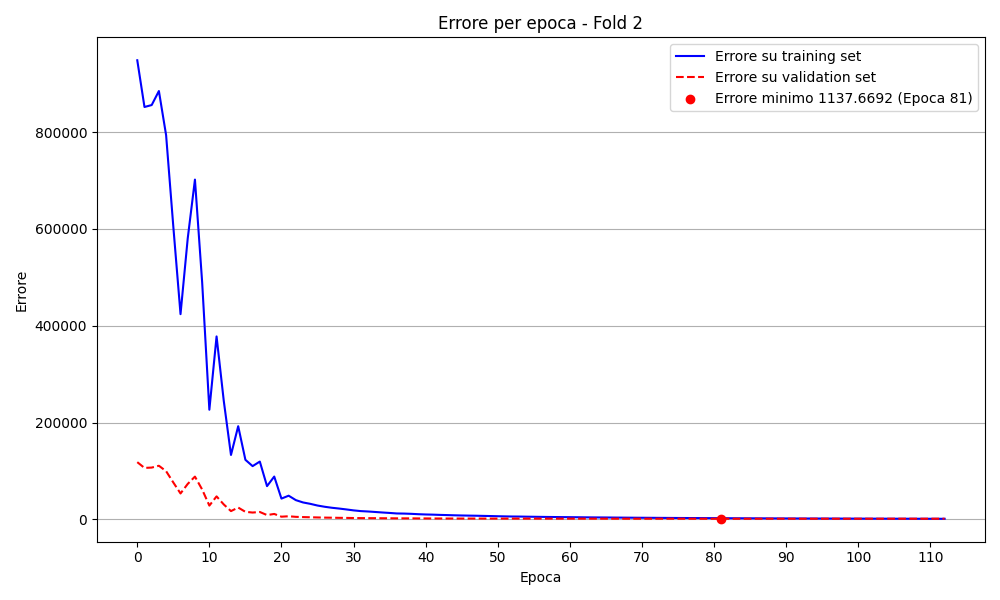 Errore per epoca - Fold 2
Errore su training set
Errore su validation set
Errore minimo 1137.6692 (Epoca 81)
Errore
800000
600000
400000
200000
0
0 10 20 30 40 50 60 70 80 90 100 110
Epoca